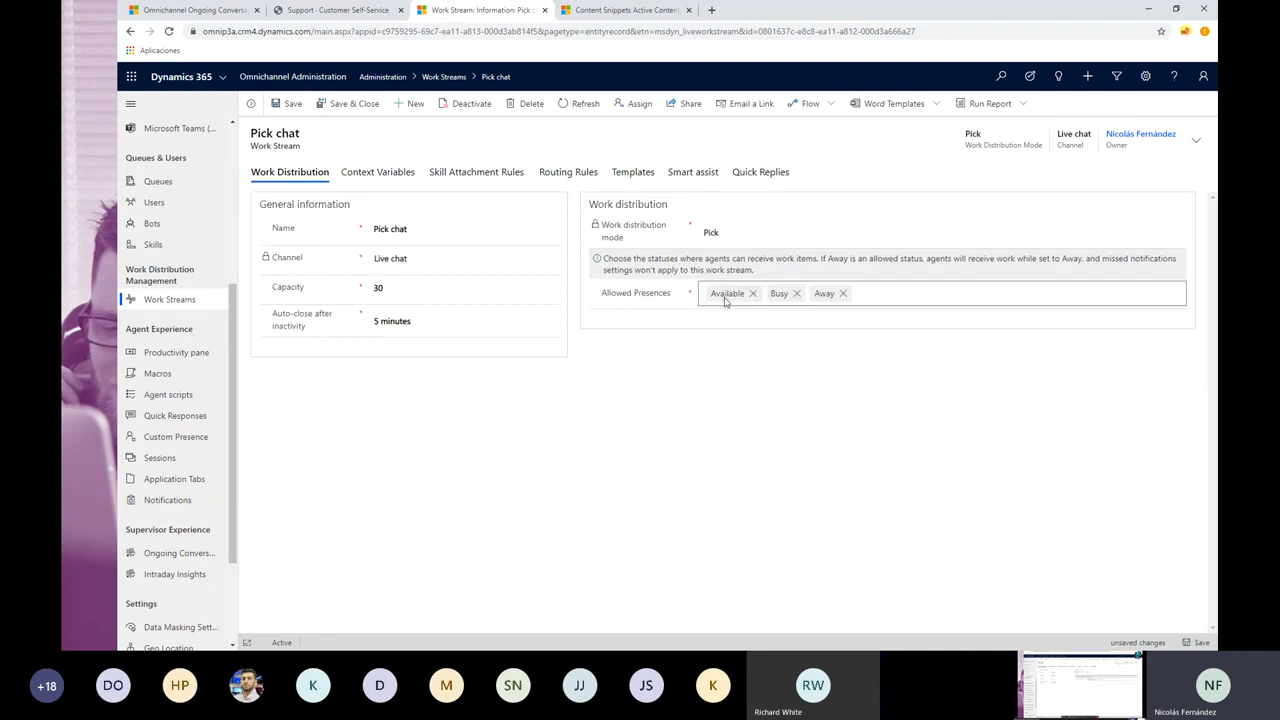 Omnichannel Ongoing Conversa
Support - Customer Self-Service
Work Stream: Information: Pick c
Content Snippets Active Content
omnip3a.crm4.dynamics.com/main.aspx?appid=c9759295-69c7-ea11-a813-000d3ab814f5&pagetype=entityrecord&etn=msdyn_liveworkstream&id=0801637c-e8c8-ea11-a812-000d3a666a27
Aplicaciones
Dynamics 365
Omnichannel Administration
Administration > Work Streams > Pick chat
Save
Save & Close
New
Deactivate
Delete
Refresh
Assign
Share
Email a Link
Flow
Word Templates
Run Report
Microsoft Teams (...
Queues & Users
Queues
Users
Bots
Skills
Work Distribution
Management
Work Streams
Agent Experience
Productivity pane
Macros
Agent scripts
Quick Responses
Custom Presence
Sessions
Application Tabs
Notifications
Supervisor Experience
Ongoing Convers...
Intraday Insights
Settings
Data Masking Sett...
Geo Location
Pick chat
Work Stream
Pick
Work Distribution Mode
Live chat
Channel
Nicolás Fernández
Owner
Work Distribution
Context Variables
Skill Attachment Rules
Routing Rules
Templates
Smart assist
Quick Replies
General information
Name * Pick chat
Channel * Live chat
Capacity * 30
Auto-close after
inactivity * 5 minutes
Work distribution
Work distribution
mode * Pick
Choose the statuses where agents can receive work items. If Away is an allowed status, agents will receive work while set to Away, and missed notifications
settings won't apply to this work stream.
Allowed Presences * Available Busy Away
Active
unsaved changes
Save
+18
DO
HP
K
D
M
SN
JJ
JS
K
RW
Richard White
NF
Nicolás Fernández